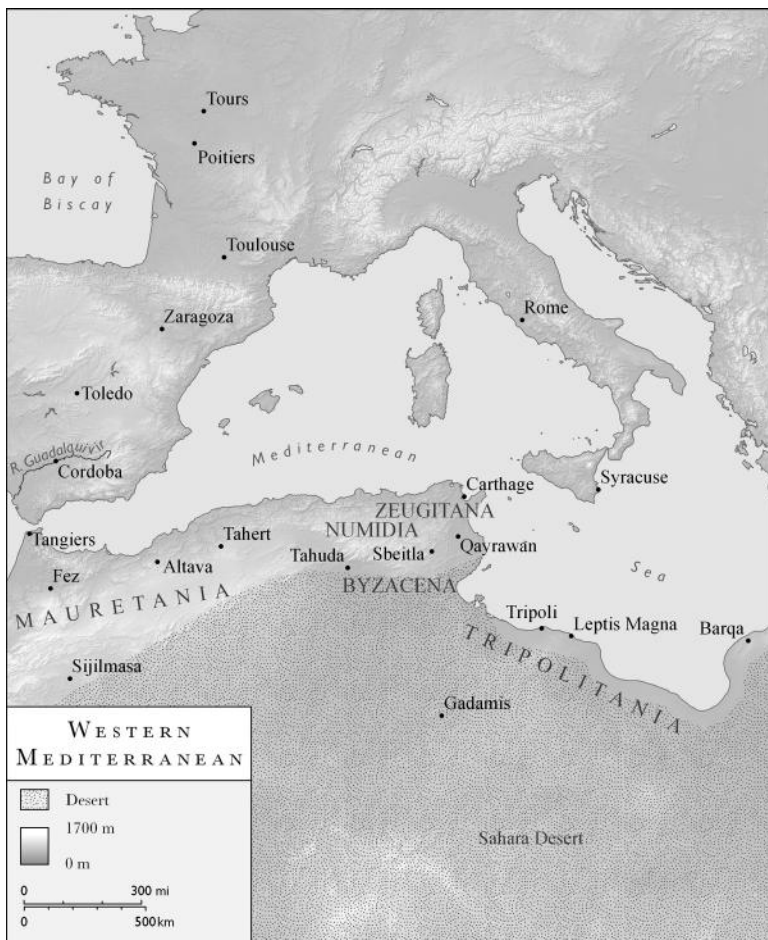 Tours
Poitiers
Bay of
Biscay
Toulouse
Zaragoza
Rome
Toledo
R. Guadalquivir
Cordoba
Mediterranean
Carthage
Syracuse
ZEUGITANA
NUMIDIA
Tangiers
Tahert
Tahuda
Sbeitla
Qayrawan
Altava
Fez
BYZACENA
Sea
MAURETANIA
Tripoli
Leptis Magna
Barqa
TRIPOLITANIA
Sijilmasa
Gadamis
WESTERN
MEDITERRANEAN
Desert
1700 m
0 m
Sahara Desert
0 300 mi
0 500km